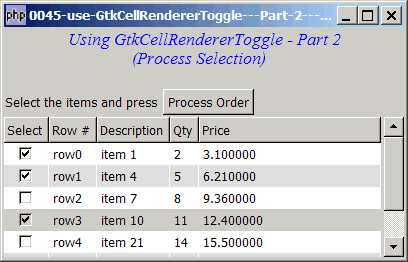 php 0045-use-GtkCellRendererToggle---Part-2---...
Using GtkCellRendererToggle - Part 2
(Process Selection)
Select the items and press Process Order
Select Row # Description Qty Price
row0 item 1 2 3.100000
row1 item 4 5 6.210000
row2 item 7 8 9.360000
row3 item 10 11 12.400000
row4 item 21 14 15.500000